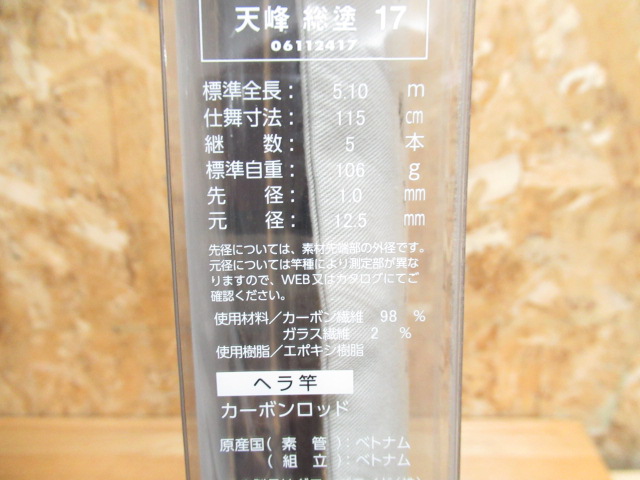 天峰 総塗 17
06112417
標準全長： 5.10 m
仕舞寸法： 115 cm
継 数： 5 本
標準自重： 106 g
先 径： 1.0 mm
元 径： 12.5 mm
先径については、素材先端部の外径です。
元径については竿種により測定部が異な
りますので、WEB又はカタログにてご
確認ください。
使用材料／カーボン繊維 98 %
ガラス繊維 2 %
使用樹脂／エポキシ樹脂
ヘラ竿
カーボンロッド
原産国( 素 管 )：ベトナム
( 組 立 )：ベトナム